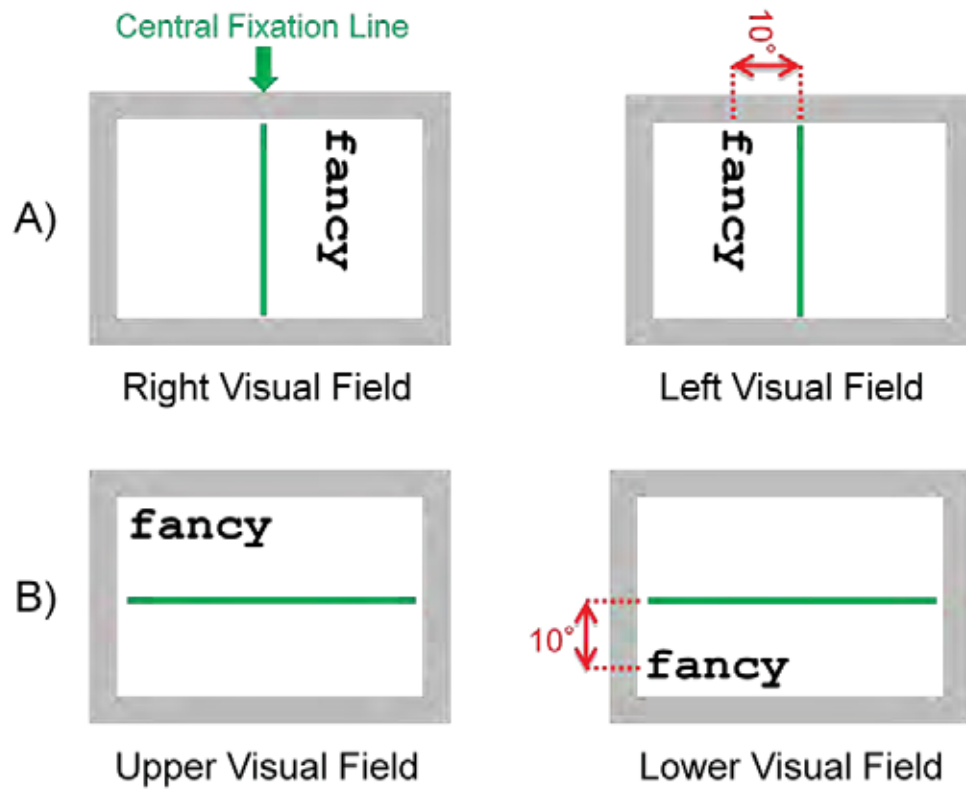 Central Fixation Line
10°
A)
fancy
fancy
Right Visual Field
Left Visual Field
B)
fancy
10°
fancy
Upper Visual Field
Lower Visual Field